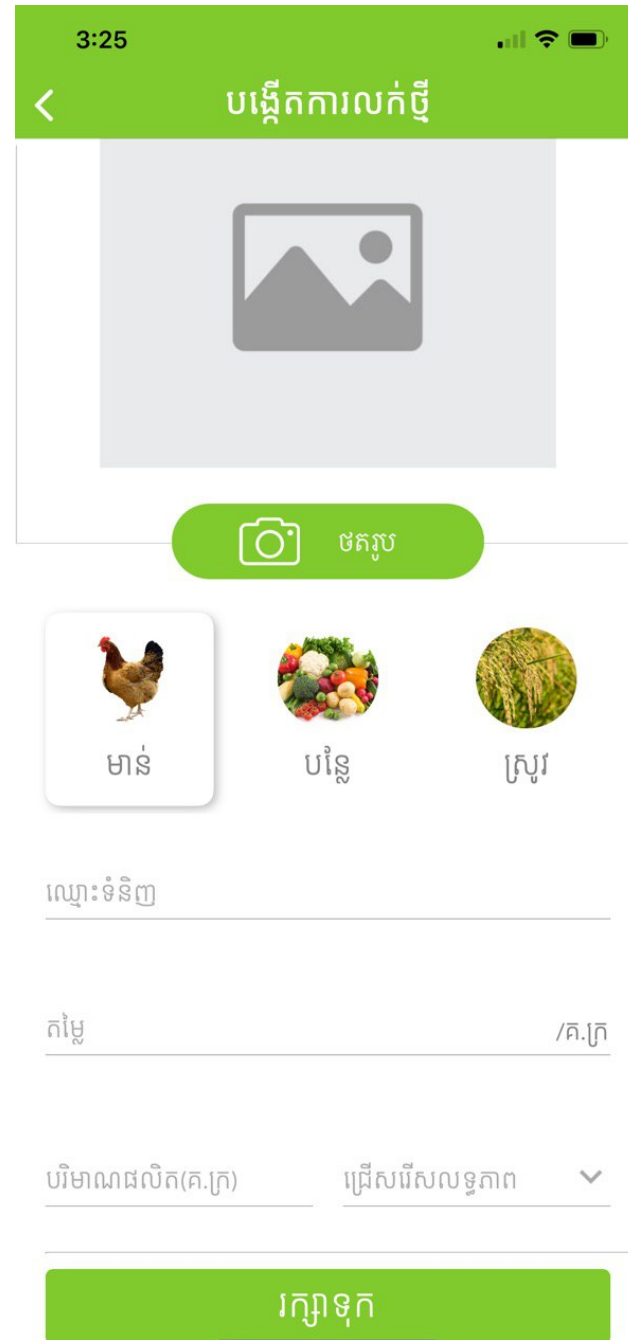 3:25
បង្កើតការលក់ថ្មី
ថតរូប
មាន់
បន្លែ
ស្រូវ
ឈ្មោះទំនិញ
តម្លៃ /គ.ក្រ
បរិមាណផលិត(គ.ក្រ) ជ្រើសរើសលទ្ធភាព
រក្សាទុក